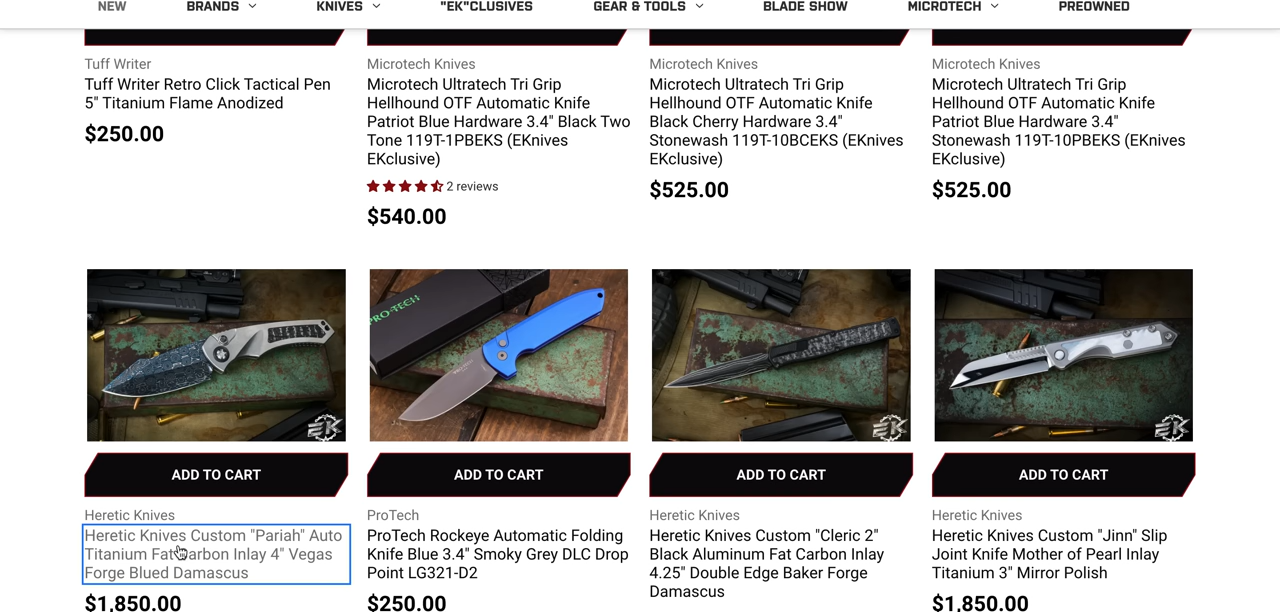 NEW BRANDS KNIVES "EK"CLUSIVES GEAR & TOOLS BLADE SHOW MICROTECH PREOWNED
Tuff Writer
Tuff Writer Retro Click Tactical Pen
5" Titanium Flame Anodized
$250.00
Microtech Knives
Microtech Ultratech Tri Grip
Hellhound OTF Automatic Knife
Patriot Blue Hardware 3.4" Black Two
Tone 119T-1PBEKS (EKnives
EKclusive)
2 reviews
$540.00
Microtech Knives
Microtech Ultratech Tri Grip
Hellhound OTF Automatic Knife
Black Cherry Hardware 3.4"
Stonewash 119T-10BCEKS (EKnives
EKclusive)
$525.00
Microtech Knives
Microtech Ultratech Tri Grip
Hellhound OTF Automatic Knife
Patriot Blue Hardware 3.4"
Stonewash 119T-10PBEKS (EKnives
EKclusive)
$525.00
EK
ADD TO CART
Heretic Knives
Heretic Knives Custom "Pariah" Auto
Titanium Fat Carbon Inlay 4" Vegas
Forge Blued Damascus
$1,850.00
PRO-TECH
ADD TO CART
ProTech
ProTech Rockeye Automatic Folding
Knife Blue 3.4" Smoky Grey DLC Drop
Point LG321-D2
$250.00
EK
ADD TO CART
Heretic Knives
Heretic Knives Custom "Cleric 2"
Black Aluminum Fat Carbon Inlay
4.25" Double Edge Baker Forge
Damascus
EK
ADD TO CART
Heretic Knives
Heretic Knives Custom "Jinn" Slip
Joint Knife Mother of Pearl Inlay
Titanium 3" Mirror Polish
$1,850.00